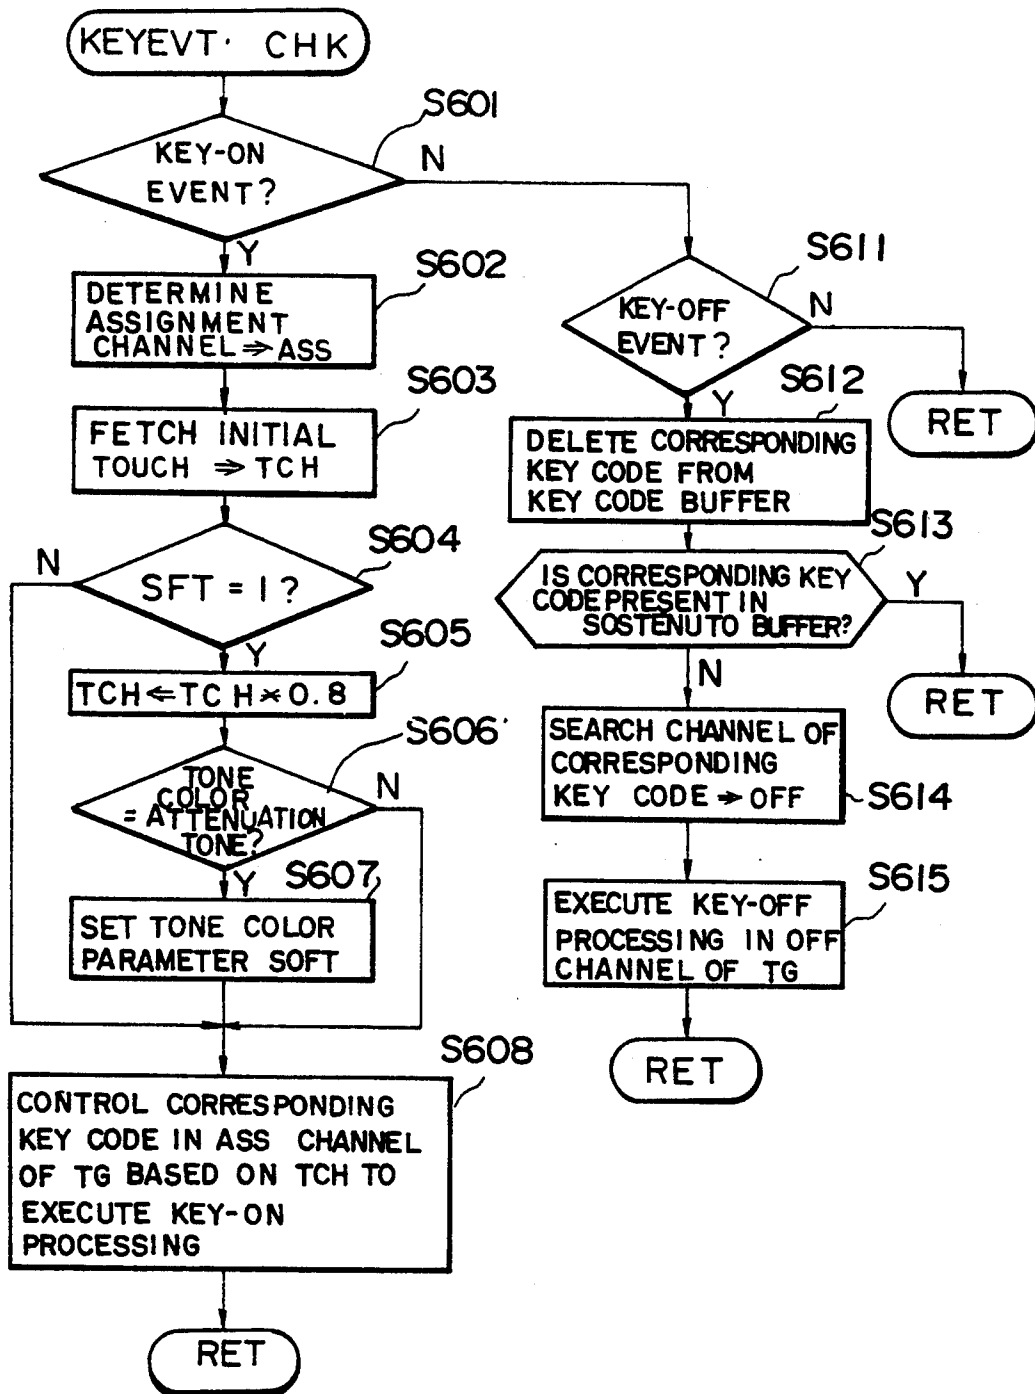 KEYEVT· CHK
S601
KEY-ON
EVENT?
N
Y
S602
DETERMINE
ASSIGNMENT
CHANNEL ⇒ ASS
S603
FETCH INITIAL
TOUCH ⇒ TCH
S604
SFT = 1 ?
N
Y
S605
TCH ⇐ TCH * 0.8
S606
TONE
COLOR
= ATTENUATION
TONE?
N
Y
S607
SET TONE COLOR
PARAMETER SOFT
S608
CONTROL CORRESPONDING
KEY CODE IN ASS CHANNEL
OF TG BASED ON TCH TO
EXECUTE KEY-ON
PROCESSING
RET
S611
KEY-OFF
EVENT?
N
RET
Y
S612
DELETE CORRESPONDING
KEY CODE FROM
KEY CODE BUFFER
S613
IS CORRESPONDING KEY
CODE PRESENT IN
SOSTENUTO BUFFER?
Y
RET
N
SEARCH CHANNEL OF
CORRESPONDING
KEY CODE ⇒ OFF
S614
S615
EXECUTE KEY-OFF
PROCESSING IN OFF
CHANNEL OF TG
RET